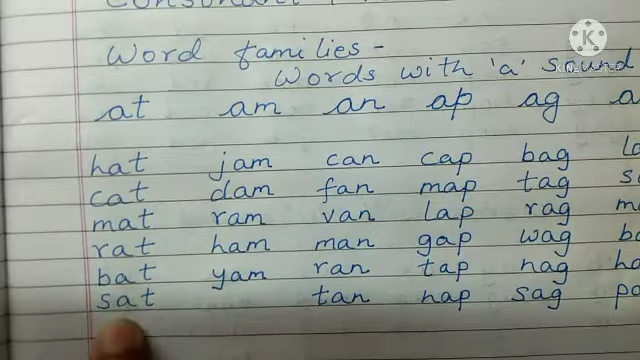 Word families -
Words with 'a' sound
at am an ap ag
hat jam can cap bag
cat dam fan map tag
mat ram van lap rag
rat ham man gap wag
bat yam ran tap nag
sat tan nap sag